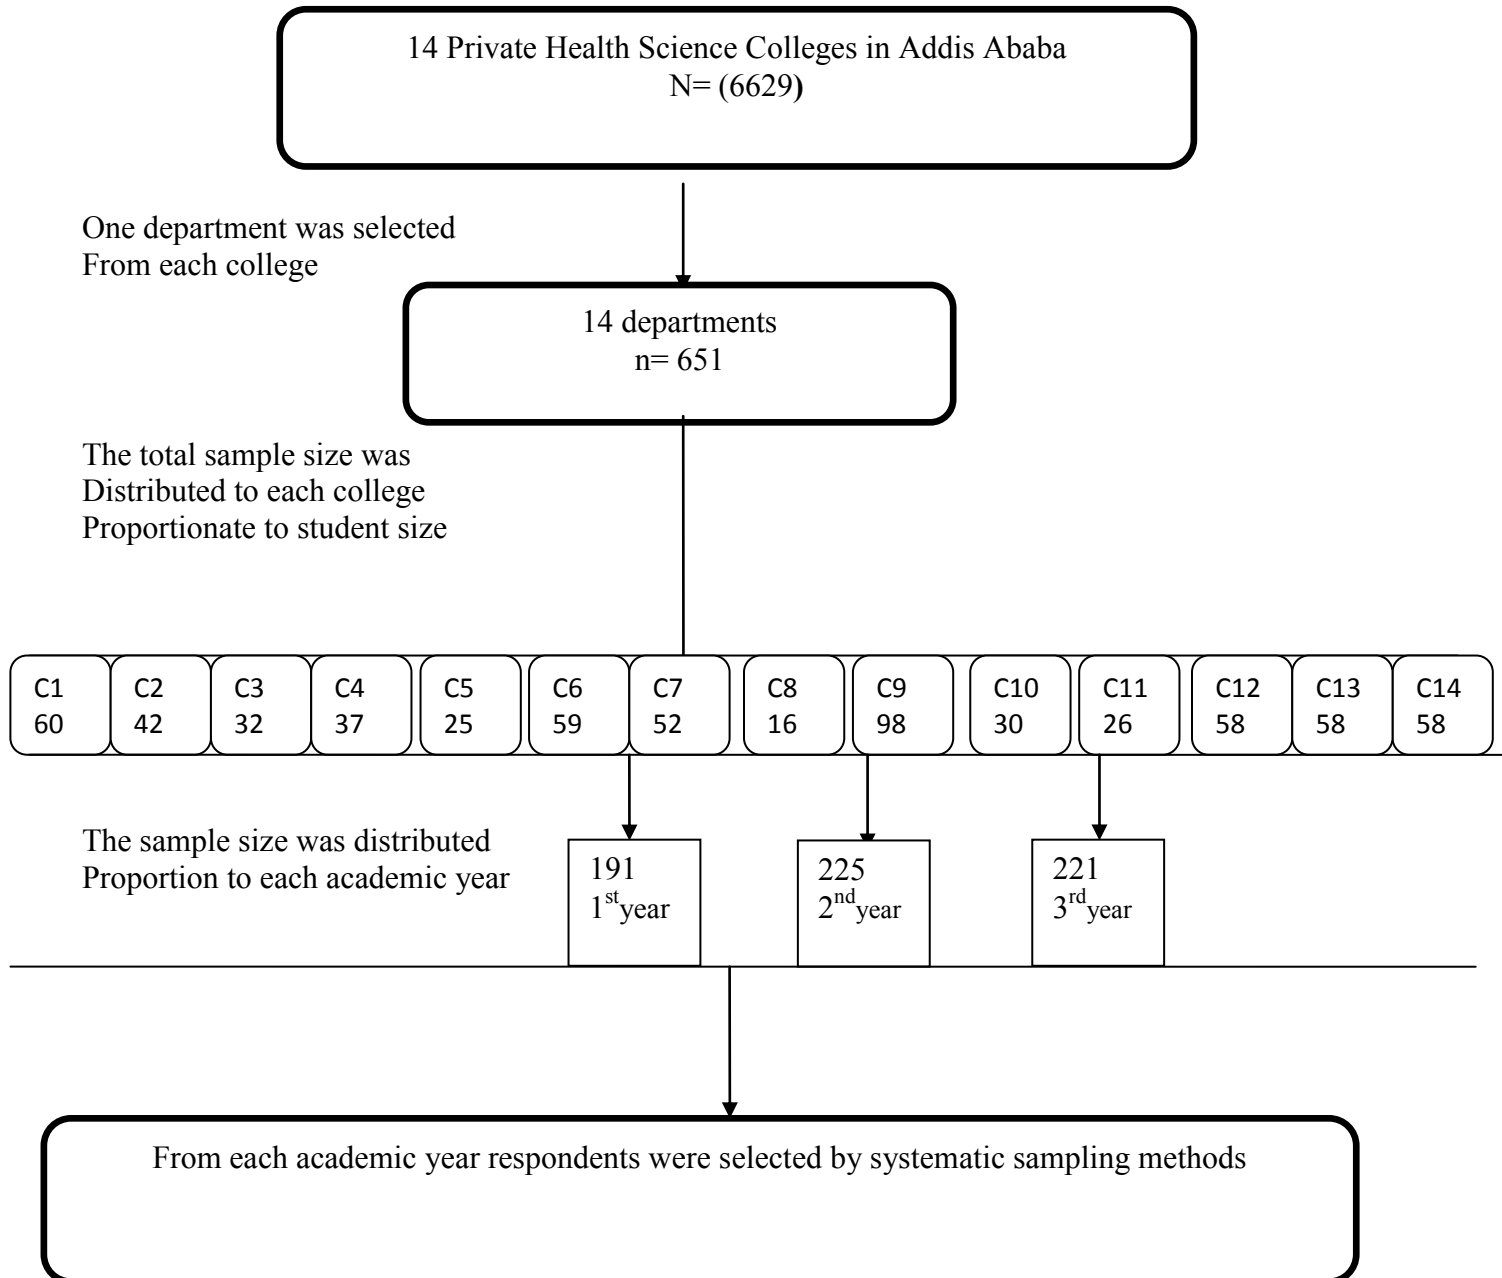 14 Private Health Science Colleges in Addis Ababa
N= (6629)
One department was selected
From each college
14 departments
n= 651
The total sample size was
Distributed to each college
Proportionate to student size
C1
60
C2
42
C3
32
C4
37
C5
25
C6
59
C7
52
C8
16
C9
98
C10
30
C11
26
C12
58
C13
58
C14
58
The sample size was distributed
Proportion to each academic year
191
1st year
225
2nd year
221
3rd year
From each academic year respondents were selected by systematic sampling methods